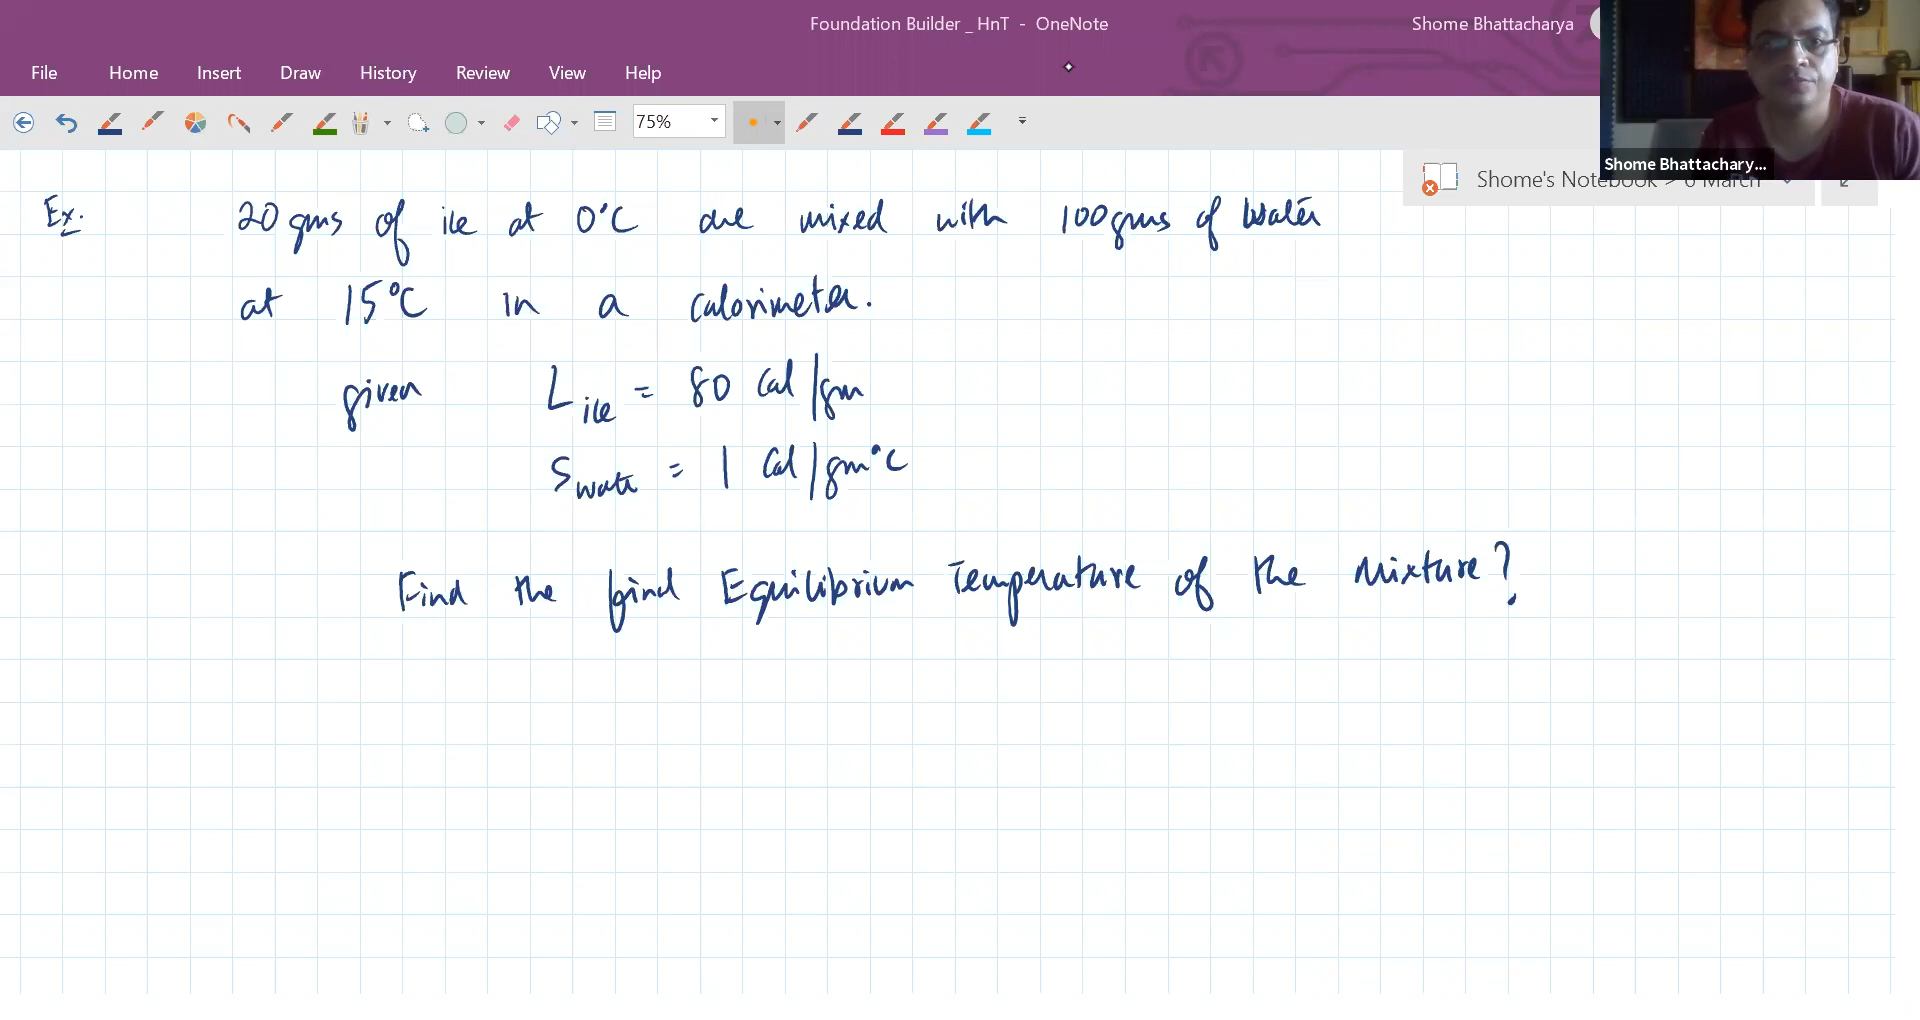 Foundation Builder _ HnT - OneNote
Shome Bhattacharya
File Home Insert Draw History Review View Help
75%
Shome Bhattachary...
Shome's Notebook > 6 March
Ex. 20 gms of ice at 0°C are mixed with 100 gms of Water
at 15°C in a calorimeter.
given L ice = 80 Cal/gm
S water = 1 Cal/gm°C
Find the final Equilibrium Temperature of the Mixture?